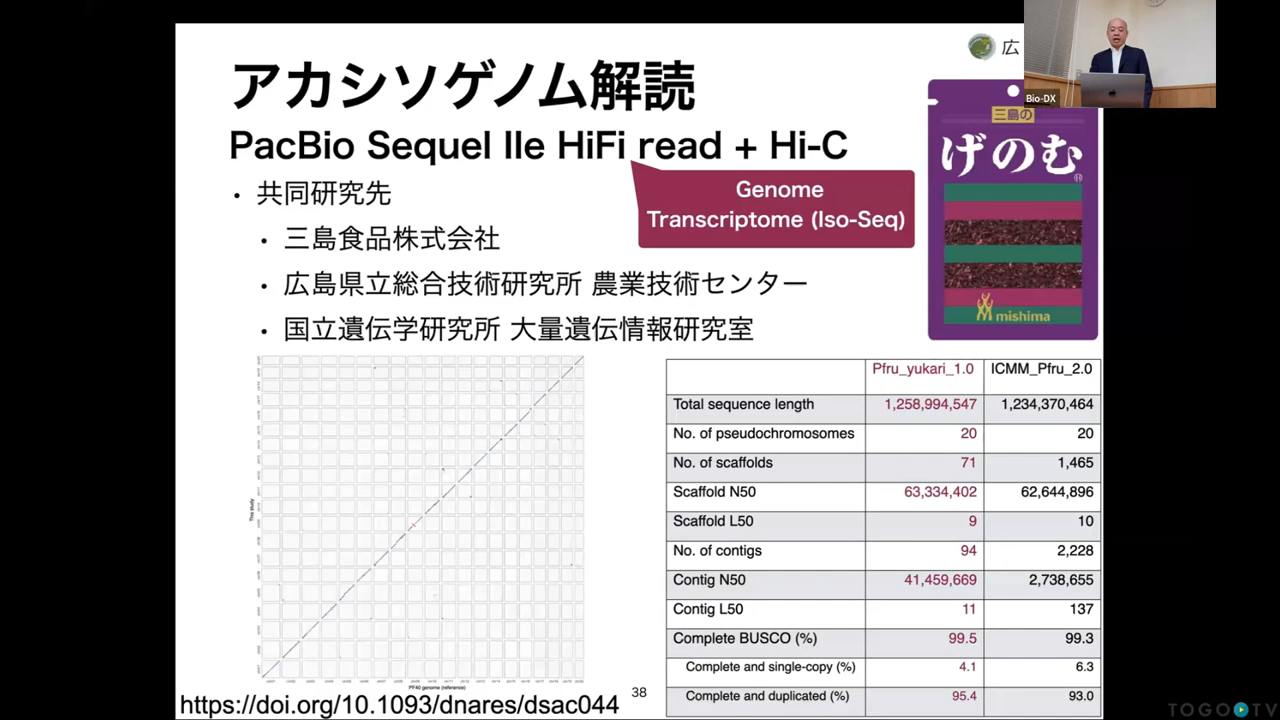 広
アカシソゲノム解読
PacBio Sequel IIe HiFi read + Hi-C
Bio-DX
三島の
げのむ
mishima
Genome
Transcriptome (Iso-Seq)
• 共同研究先
• 三島食品株式会社
• 広島県立総合技術研究所 農業技術センター
• 国立遺伝学研究所 大量遺伝情報研究室
This study
PF40 genome (reference)
Pfru_yukari_1.0 ICMM_Pfru_2.0
Total sequence length 1,258,994,547 1,234,370,464
No. of pseudochromosomes 20 20
No. of scaffolds 71 1,465
Scaffold N50 63,334,402 62,644,896
Scaffold L50 9 10
No. of contigs 94 2,228
Contig N50 41,459,669 2,738,655
Contig L50 11 137
Complete BUSCO (%) 99.5 99.3
Complete and single-copy (%) 4.1 6.3
Complete and duplicated (%) 95.4 93.0
https://doi.org/10.1093/dnares/dsac044
38
TOGO TV